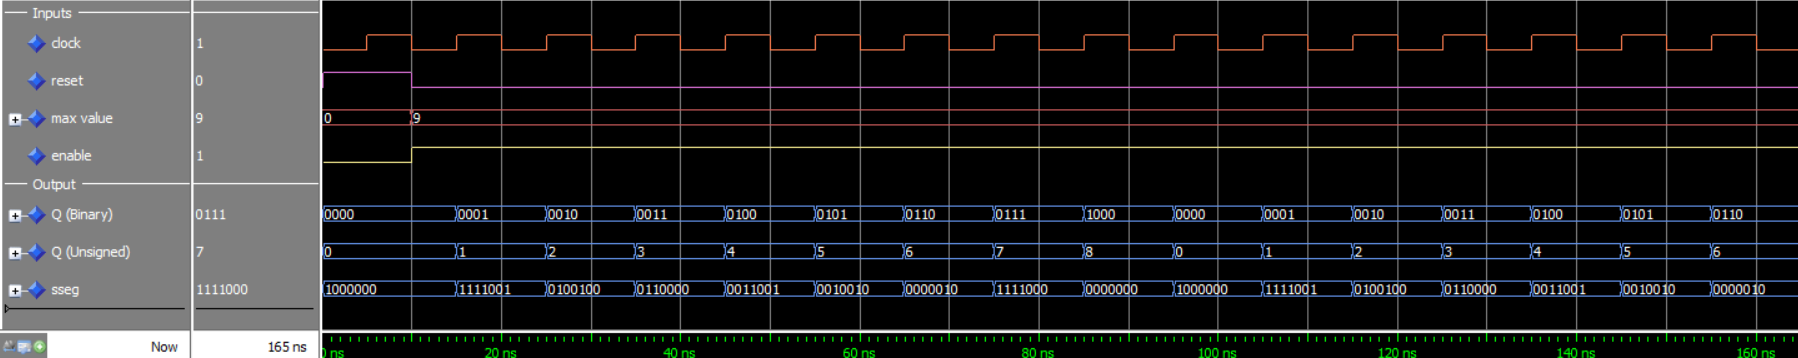 Inputs
clock 1
reset 0
max value 9 0 9
enable 1
Output
Q (Binary) 0111 0000 0001 0010 0011 0100 0101 0110 0111 1000 0000 0001 0010 0011 0100 0101 0110
Q (Unsigned) 7 0 1 2 3 4 5 6 7 8 0 1 2 3 4 5 6
sseg 1111000 1000000 1111001 0100100 0110000 0011001 0010010 0000010 1111000 0000000 1000000 1111001 0100100 0110000 0011001 0010010 0000010
Now 165 ns 0 ns 20 ns 40 ns 60 ns 80 ns 100 ns 120 ns 140 ns 160 ns